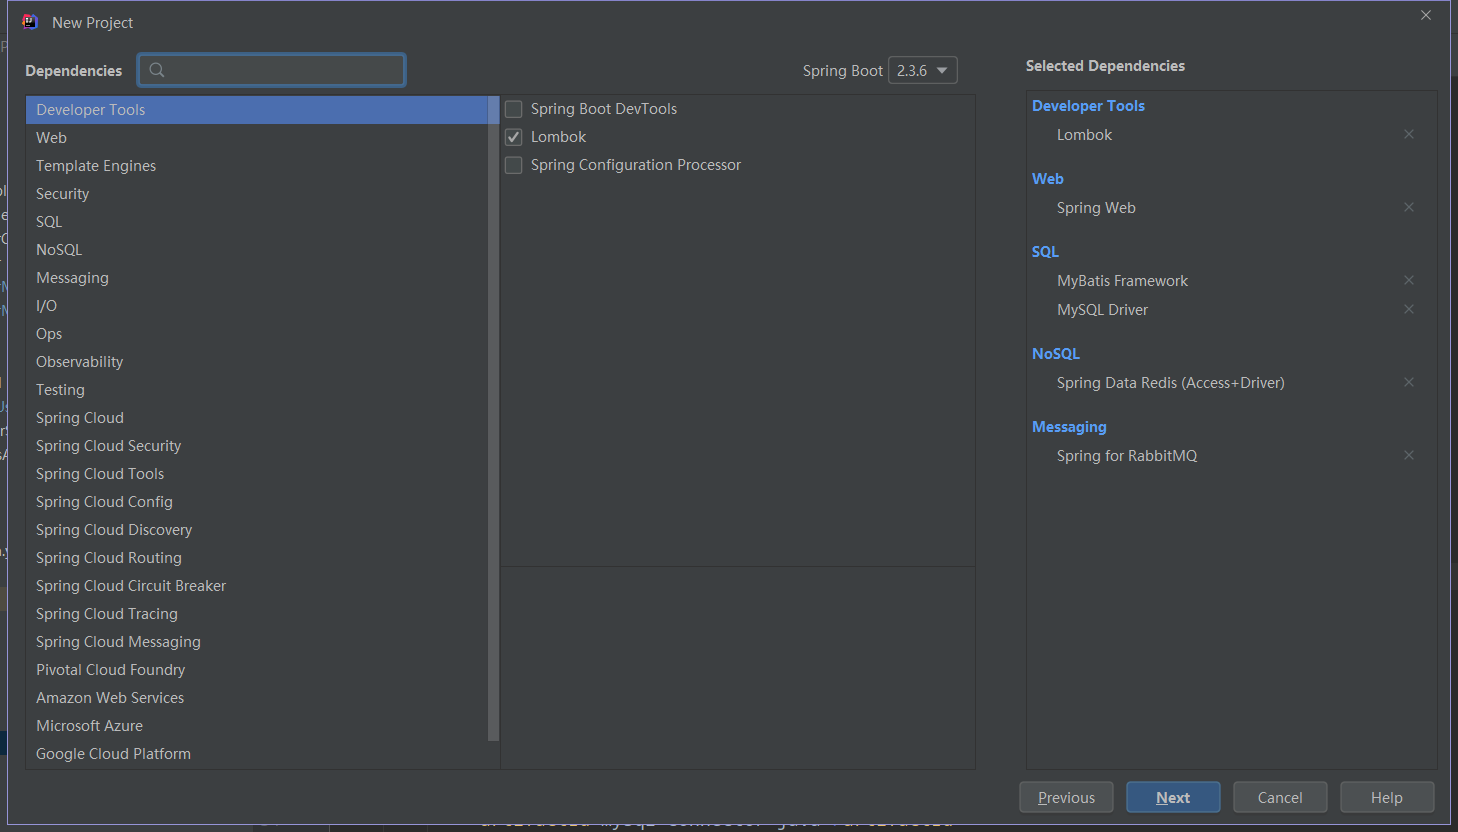 New Project
Dependencies
Spring Boot 2.3.6
Selected Dependencies
Developer Tools
Web
Template Engines
Security
SQL
NoSQL
Messaging
I/O
Ops
Observability
Testing
Spring Cloud
Spring Cloud Security
Spring Cloud Tools
Spring Cloud Config
Spring Cloud Discovery
Spring Cloud Routing
Spring Cloud Circuit Breaker
Spring Cloud Tracing
Spring Cloud Messaging
Pivotal Cloud Foundry
Amazon Web Services
Microsoft Azure
Google Cloud Platform
Spring Boot DevTools
Lombok
Spring Configuration Processor
Developer Tools
Lombok
Web
Spring Web
SQL
MyBatis Framework
MySQL Driver
NoSQL
Spring Data Redis (Access+Driver)
Messaging
Spring for RabbitMQ
Previous
Next
Cancel
Help